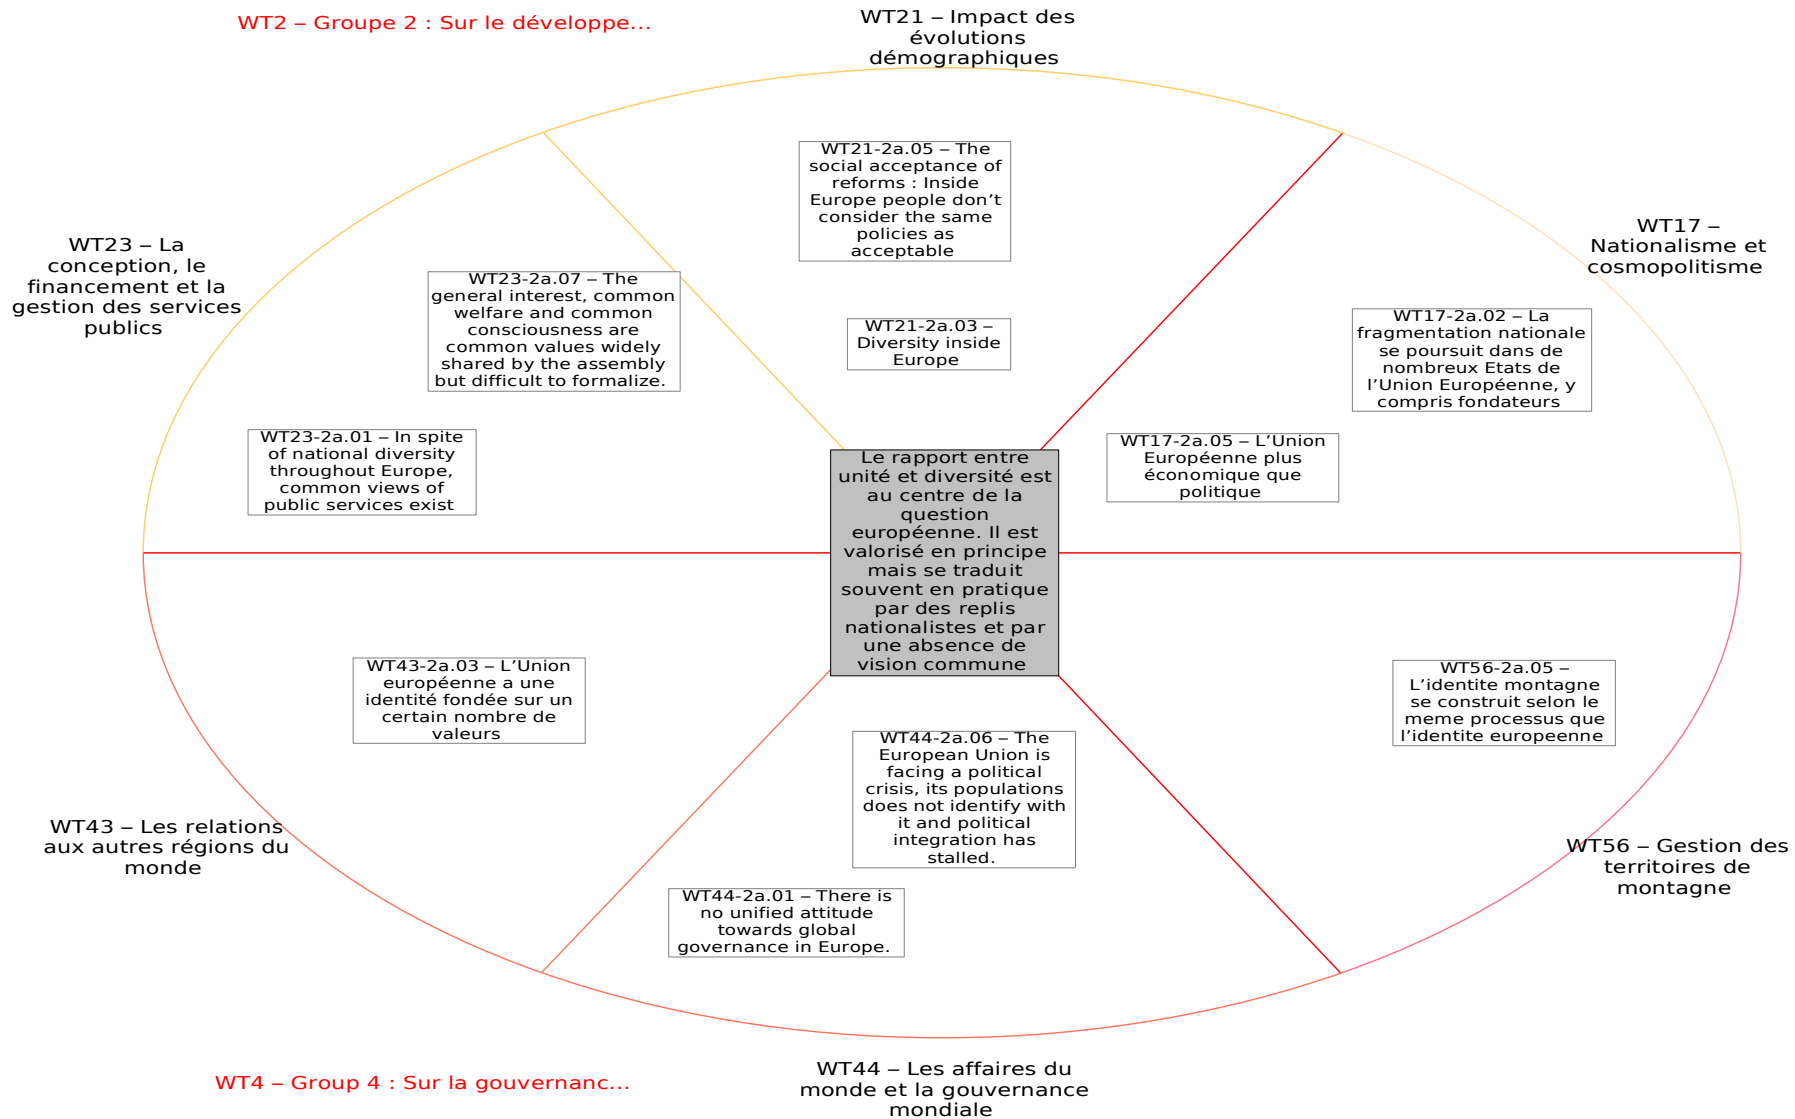 WT2 – Groupe 2 : Sur le développe...
WT21 – Impact des
évolutions
démographiques
WT21-2a.05 – The
social acceptance of
reforms : Inside
Europe people don't
consider the same
policies as
acceptable
WT17 –
Nationalisme et
cosmopolitisme
WT23 – La
conception, le
financement et la
gestion des services
publics
WT23-2a.07 – The
general interest, common
welfare and common
consciousness are
common values widely
shared by the assembly
but difficult to formalize.
WT21-2a.03 –
Diversity inside
Europe
WT17-2a.02 – La
fragmentation nationale
se poursuit dans de
nombreux Etats de
l'Union Européenne, y
compris fondateurs
WT23-2a.01 – In spite
of national diversity
throughout Europe,
common views of
public services exist
WT17-2a.05 – L'Union
Européenne plus
économique que
politique
Le rapport entre
unité et diversité est
au centre de la
question
européenne. Il est
valorisé en principe
mais se traduit
souvent en pratique
par des replis
nationalistes et par
une absence de
vision commune
WT43-2a.03 – L'Union
européenne a une
identité fondée sur un
certain nombre de
valeurs
WT56-2a.05 –
L'identite montagne
se construit selon le
meme processus que
l'identite europeenne
WT44-2a.06 – The
European Union is
facing a political
crisis, its populations
does not identify with
it and political
integration has
stalled.
WT43 – Les relations
aux autres régions du
monde
WT56 – Gestion des
territoires de
montagne
WT44-2a.01 – There is
no unified attitude
towards global
governance in Europe.
WT4 – Group 4 : Sur la gouvernanc...
WT44 – Les affaires du
monde et la gouvernance
mondiale